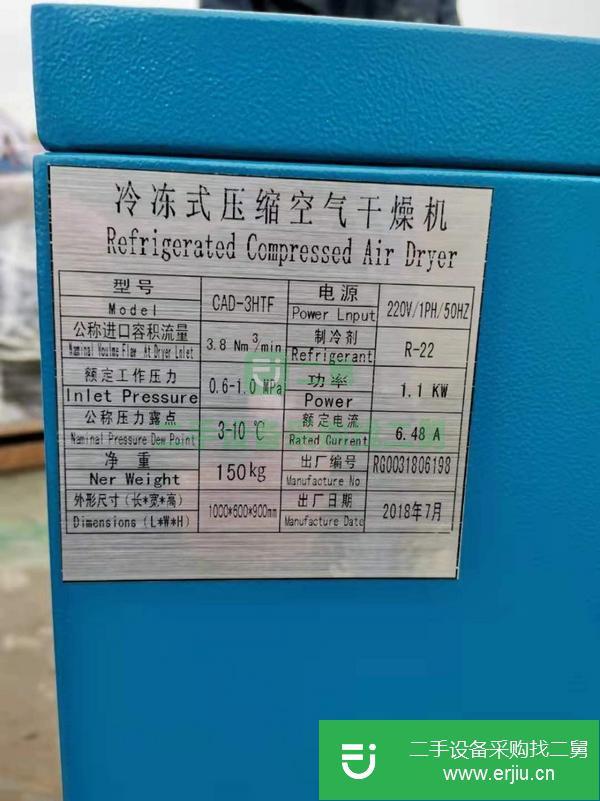 冷冻式压缩空气干燥机
Refrigerated Compressed Air Dryer
型号
Model
CAD-3HTF
电源
Power Lnput
220V/1PH/50HZ
公称进口容积流量
Naminal Voulme Flaw At Dryer Lnlet
3.8 Nm³/min
制冷剂
Refrigerant
R-22
额定工作压力
Inlet Pressure
0.6-1.0 MPa
功率
Power
1.1 KW
公称压力露点
Naminal Pressure Dew Point
3-10 ℃
额定电流
Rated Current
6.48 A
净重
Ner Weight
150kg
出厂编号
Manufacture No
RG0031806198
外形尺寸(长*宽*高)
Dimensions (L*W*H)
1000*600*900mm
出厂日期
Manufacture Date
2018年7月
二舅
二手设备采购找二舅
www.erjiu.cn